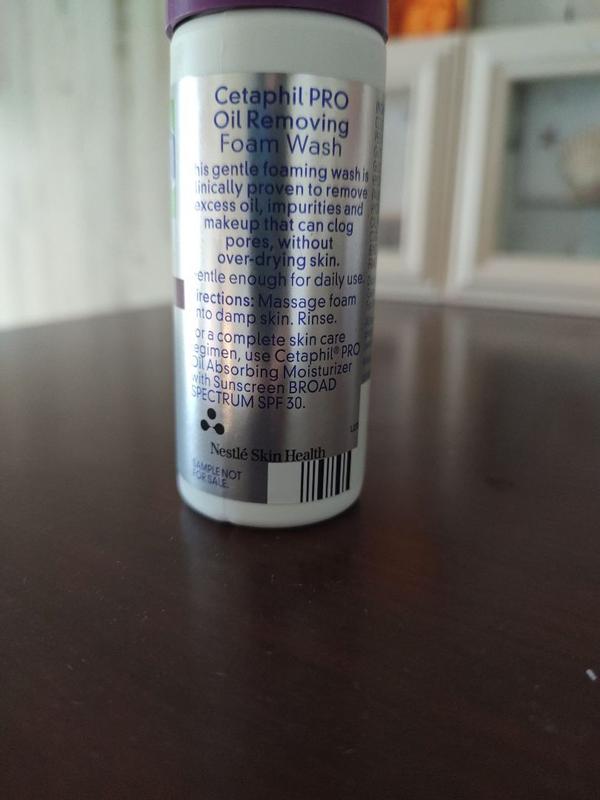 Cetaphil PRO
Oil Removing
Foam Wash
his gentle foaming wash is
linically proven to remove
excess oil, impurities and
makeup that can clog
pores, without
over-drying skin.
entle enough for daily use.
irections: Massage foam
nto damp skin. Rinse.
or a complete skin care
egimen, use Cetaphil® PRO
Oil Absorbing Moisturizer
with Sunscreen BROAD
SPECTRUM SPF 30.
Nestlé Skin Health
SAMPLE NOT
FOR SALE.